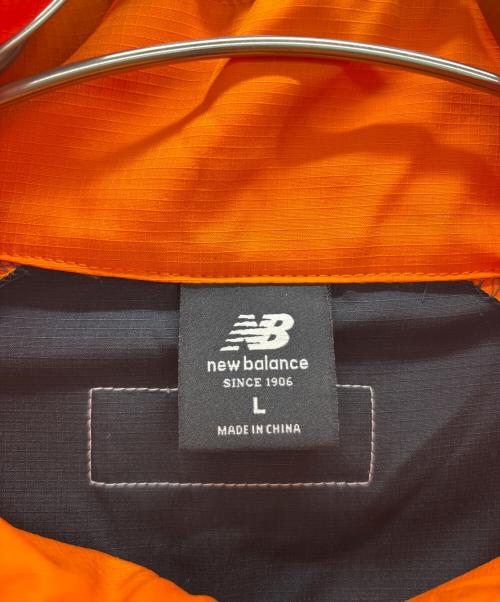 NB
new balance
SINCE 1906
L
MADE IN CHINA